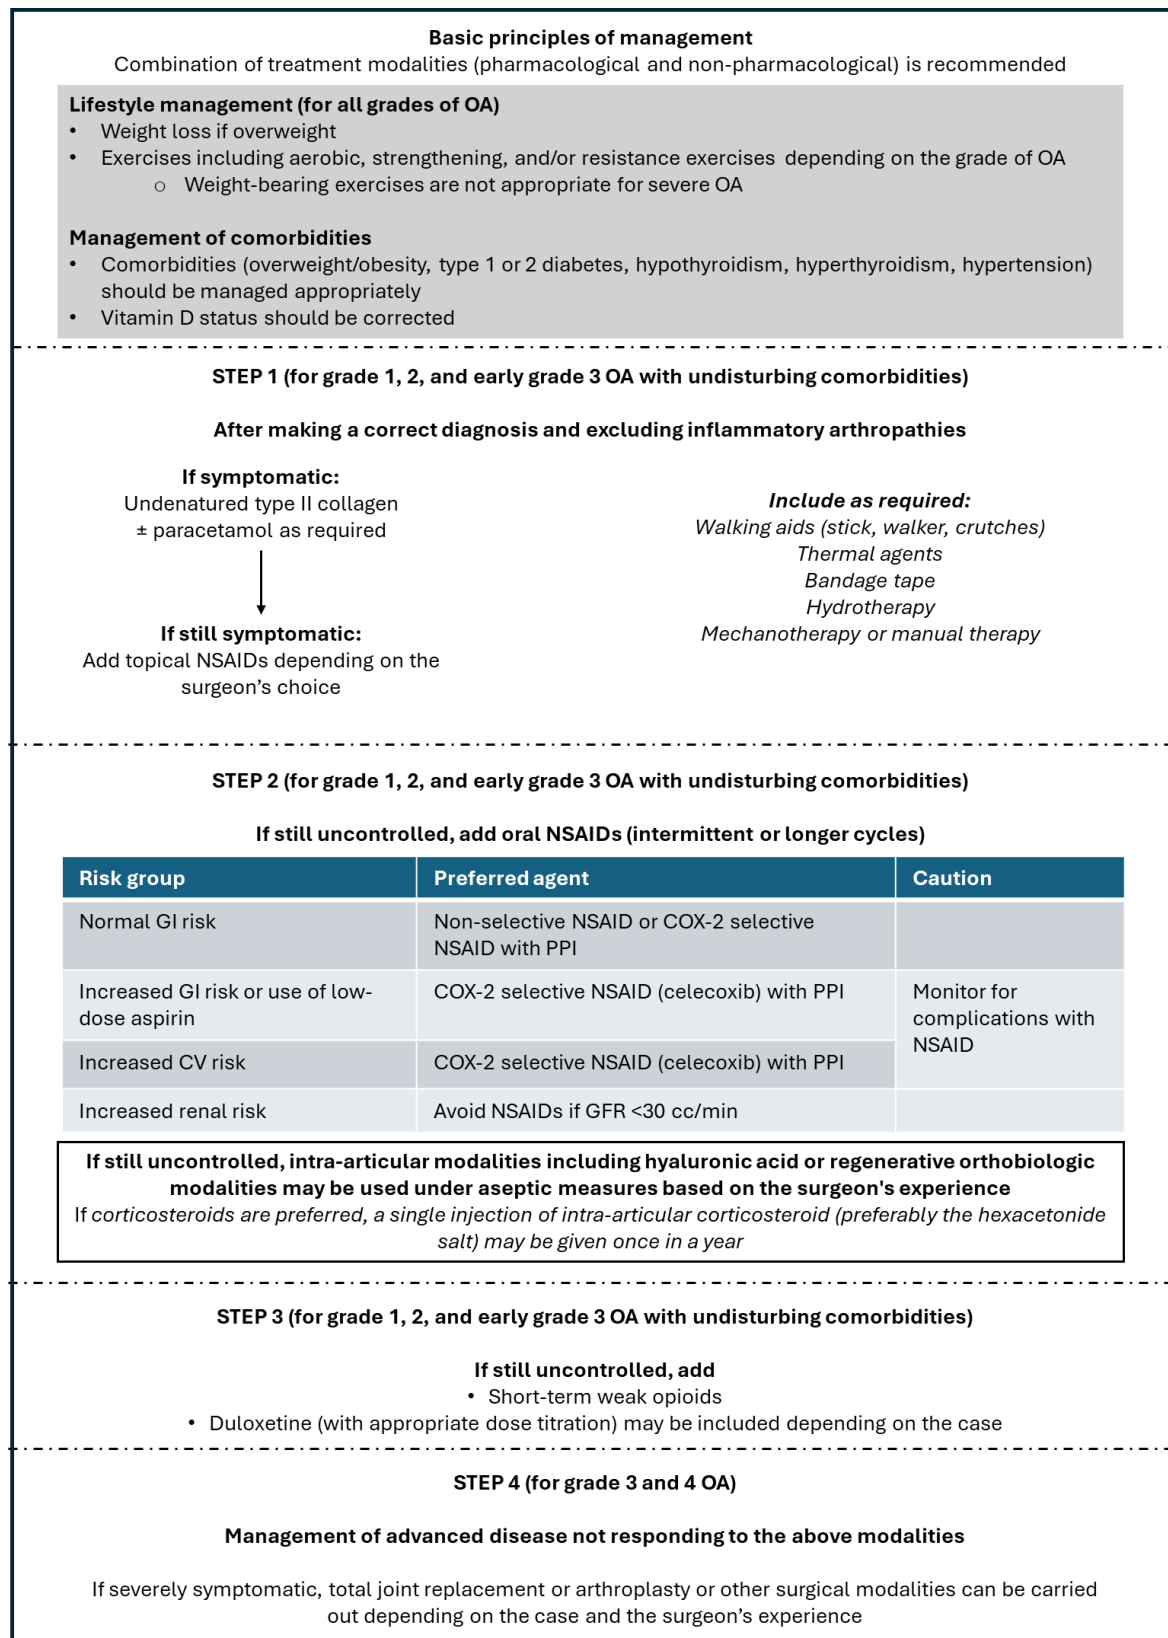 Basic principles of management
Combination of treatment modalities (pharmacological and non-pharmacological) is recommended
Lifestyle management (for all grades of OA)
• Weight loss if overweight
• Exercises including aerobic, strengthening, and/or resistance exercises depending on the grade of OA
○ Weight-bearing exercises are not appropriate for severe OA
Management of comorbidities
• Comorbidities (overweight/obesity, type 1 or 2 diabetes, hypothyroidism, hyperthyroidism, hypertension)
should be managed appropriately
• Vitamin D status should be corrected
STEP 1 (for grade 1, 2, and early grade 3 OA with undisturbing comorbidities)
After making a correct diagnosis and excluding inflammatory arthropathies
If symptomatic:
Undenatured type II collagen
± paracetamol as required
If still symptomatic:
Add topical NSAIDs depending on the
surgeon's choice
Include as required:
Walking aids (stick, walker, crutches)
Thermal agents
Bandage tape
Hydrotherapy
Mechanotherapy or manual therapy
STEP 2 (for grade 1, 2, and early grade 3 OA with undisturbing comorbidities)
If still uncontrolled, add oral NSAIDs (intermittent or longer cycles)
Risk group Preferred agent Caution
Normal GI risk
Non-selective NSAID or COX-2 selective
NSAID with PPI
Increased GI risk or use of low-
dose aspirin
COX-2 selective NSAID (celecoxib) with PPI
Monitor for
complications with
NSAID
Increased CV risk
COX-2 selective NSAID (celecoxib) with PPI
Increased renal risk
Avoid NSAIDs if GFR <30 cc/min
If still uncontrolled, intra-articular modalities including hyaluronic acid or regenerative orthobiologic
modalities may be used under aseptic measures based on the surgeon's experience
If corticosteroids are preferred, a single injection of intra-articular corticosteroid (preferably the hexacetonide
salt) may be given once in a year
STEP 3 (for grade 1, 2, and early grade 3 OA with undisturbing comorbidities)
If still uncontrolled, add
• Short-term weak opioids
• Duloxetine (with appropriate dose titration) may be included depending on the case
STEP 4 (for grade 3 and 4 OA)
Management of advanced disease not responding to the above modalities
If severely symptomatic, total joint replacement or arthroplasty or other surgical modalities can be carried
out depending on the case and the surgeon's experience